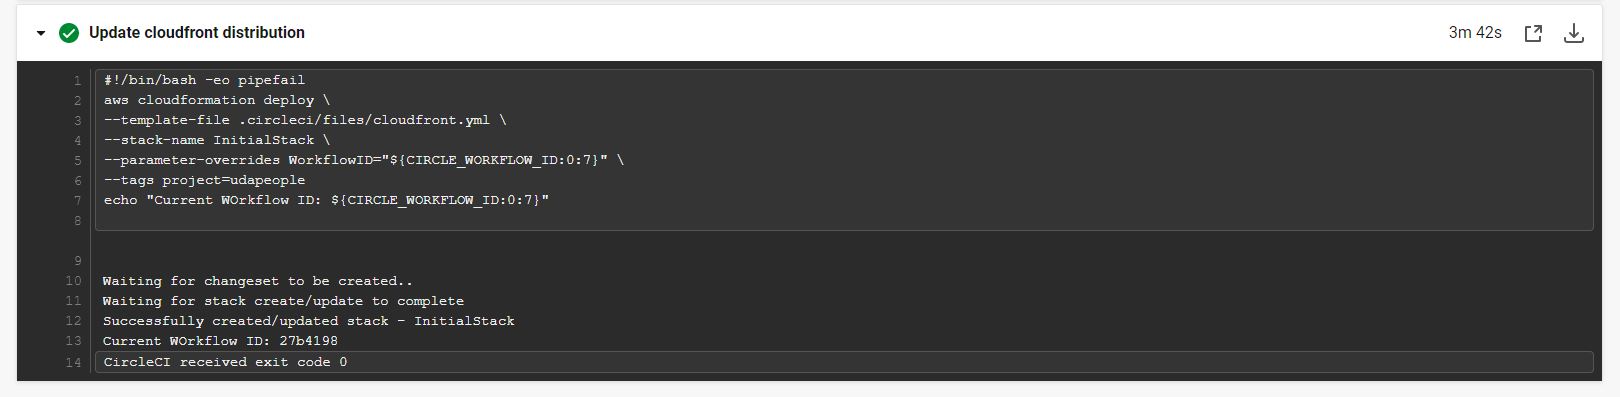 Update cloudfront distribution 3m 42s
1 #!/bin/bash -eo pipefail
2 aws cloudformation deploy \
3 --template-file .circleci/files/cloudfront.yml \
4 --stack-name InitialStack \
5 --parameter-overrides WorkflowID="${CIRCLE_WORKFLOW_ID:0:7}" \
6 --tags project=udapeople
7 echo "Current WOrkflow ID: ${CIRCLE_WORKFLOW_ID:0:7}"
8
9
10 Waiting for changeset to be created..
11 Waiting for stack create/update to complete
12 Successfully created/updated stack - InitialStack
13 Current WOrkflow ID: 27b4198
14 CircleCI received exit code 0